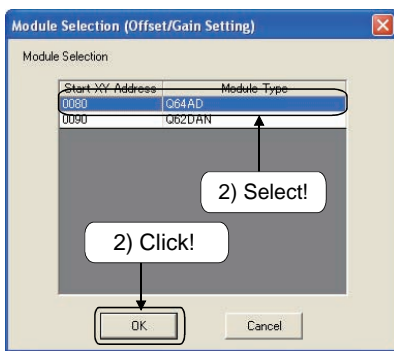 Module Selection (Offset/Gain Setting)
Module Selection
Start XY Address Module Type
0080 Q64AD
0090 Q62DAN
2) Select!
2) Click!
OK Cancel